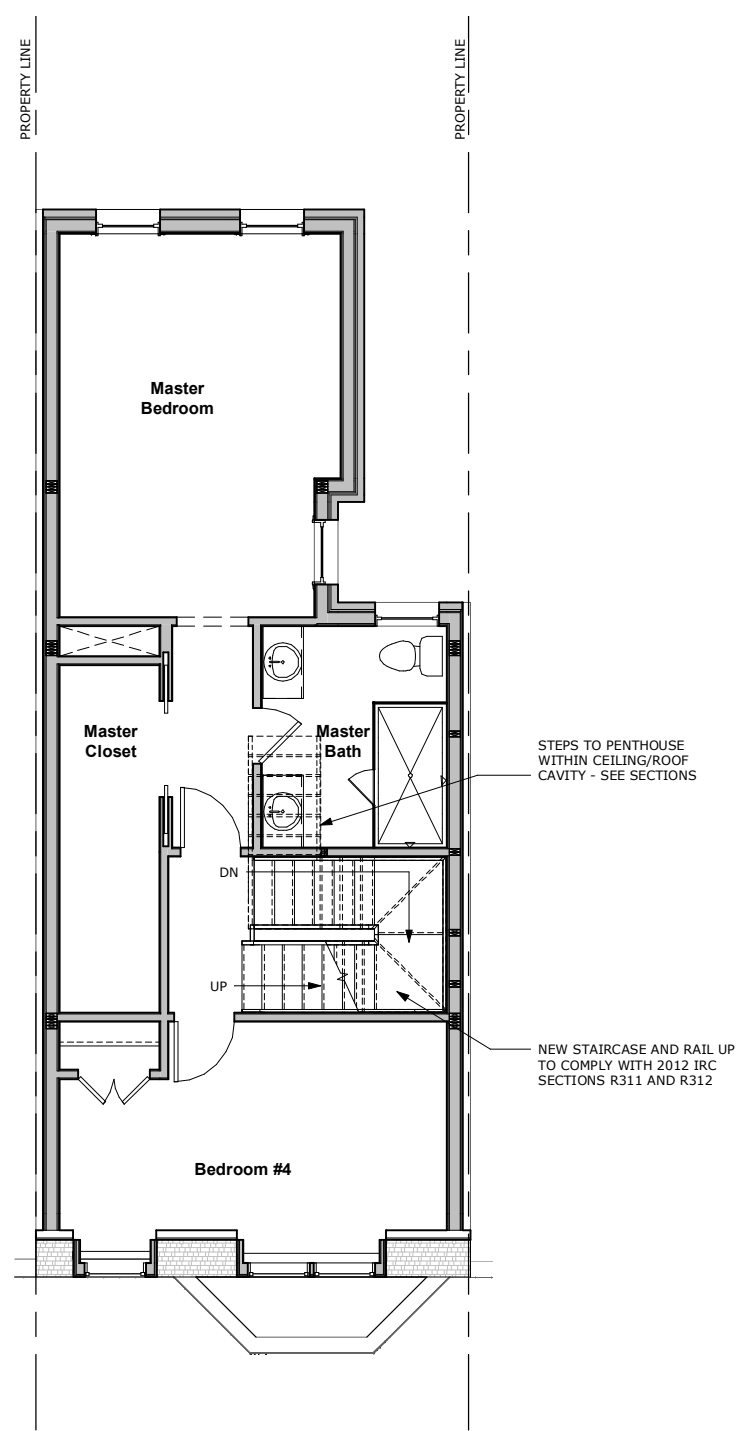 PROPERTY LINE
PROPERTY LINE
Master
Bedroom
Master
Closet
Master
Bath
STEPS TO PENTHOUSE
WITHIN CEILING/ROOF
CAVITY - SEE SECTIONS
DN
UP
NEW STAIRCASE AND RAIL UP
TO COMPLY WITH 2012 IRC
SECTIONS R311 AND R312
Bedroom #4